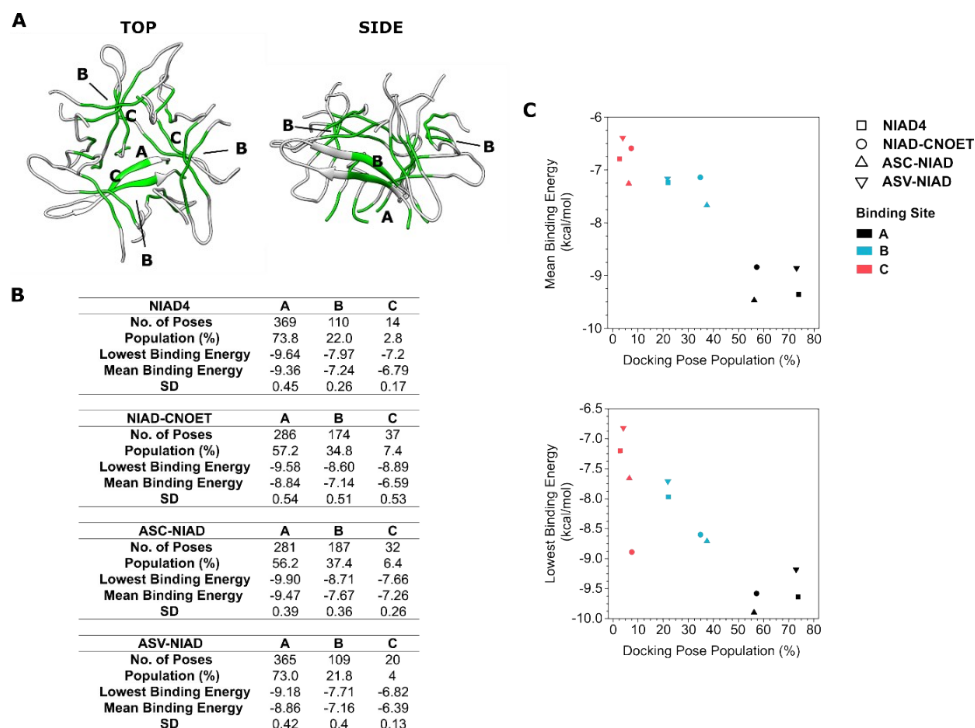 A
TOP
SIDE
B
C
C
B
A
C
B
B
B
B
A
B
NIAD4 A B C
No. of Poses 369 110 14
Population (%) 73.8 22.0 2.8
Lowest Binding Energy -9.64 -7.97 -7.2
Mean Binding Energy -9.36 -7.24 -6.79
SD 0.45 0.26 0.17
NIAD-CNOET A B C
No. of Poses 286 174 37
Population (%) 57.2 34.8 7.4
Lowest Binding Energy -9.58 -8.60 -8.89
Mean Binding Energy -8.84 -7.14 -6.59
SD 0.54 0.51 0.53
ASC-NIAD A B C
No. of Poses 281 187 32
Population (%) 56.2 37.4 6.4
Lowest Binding Energy -9.90 -8.71 -7.66
Mean Binding Energy -9.47 -7.67 -7.26
SD 0.39 0.36 0.26
ASV-NIAD A B C
No. of Poses 365 109 20
Population (%) 73.0 21.8 4
Lowest Binding Energy -9.18 -7.71 -6.82
Mean Binding Energy -8.86 -7.16 -6.39
SD 0.42 0.4 0.13
C
Mean Binding Energy
(kcal/mol)
-6
-7
-8
-9
-10
0 10 20 30 40 50 60 70 80
Docking Pose Population (%)
NIAD4
NIAD-CNOET
ASC-NIAD
ASV-NIAD
Binding Site
A
B
C
Lowest Binding Energy
(kcal/mol)
-6.5
-7.0
-7.5
-8.0
-8.5
-9.0
-9.5
-10.0
0 10 20 30 40 50 60 70 80
Docking Pose Population (%)